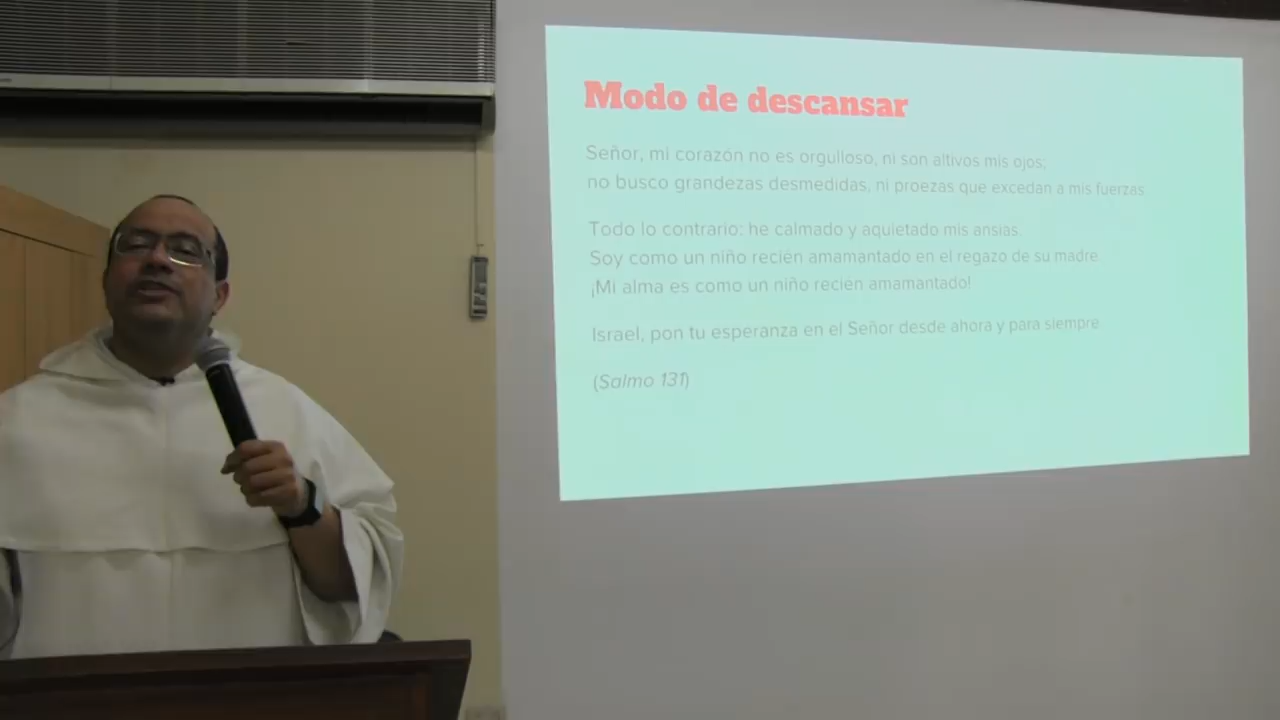 Modo de descansar
Señor, mi corazón no es orgulloso, ni son altivos mis ojos;
no busco grandezas desmedidas, ni proezas que excedan a mis fuerzas.
Todo lo contrario: he calmado y aquietado mis ansias.
Soy como un niño recién amamantado en el regazo de su madre.
¡Mi alma es como un niño recién amamantado!
Israel, pon tu esperanza en el Señor desde ahora y para siempre.
(Salmo 131)